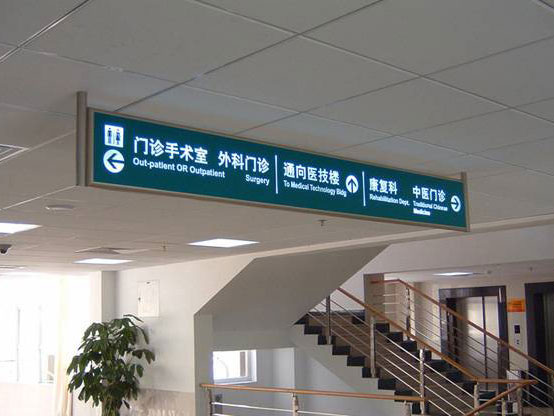 门诊手术室 外科门诊
Out-patient OR Outpatient Surgery
通向医技楼
To Medical Technology Bldg
康复科 中医门诊
Rehabilitation Dept. Traditional Chinese
Medicine